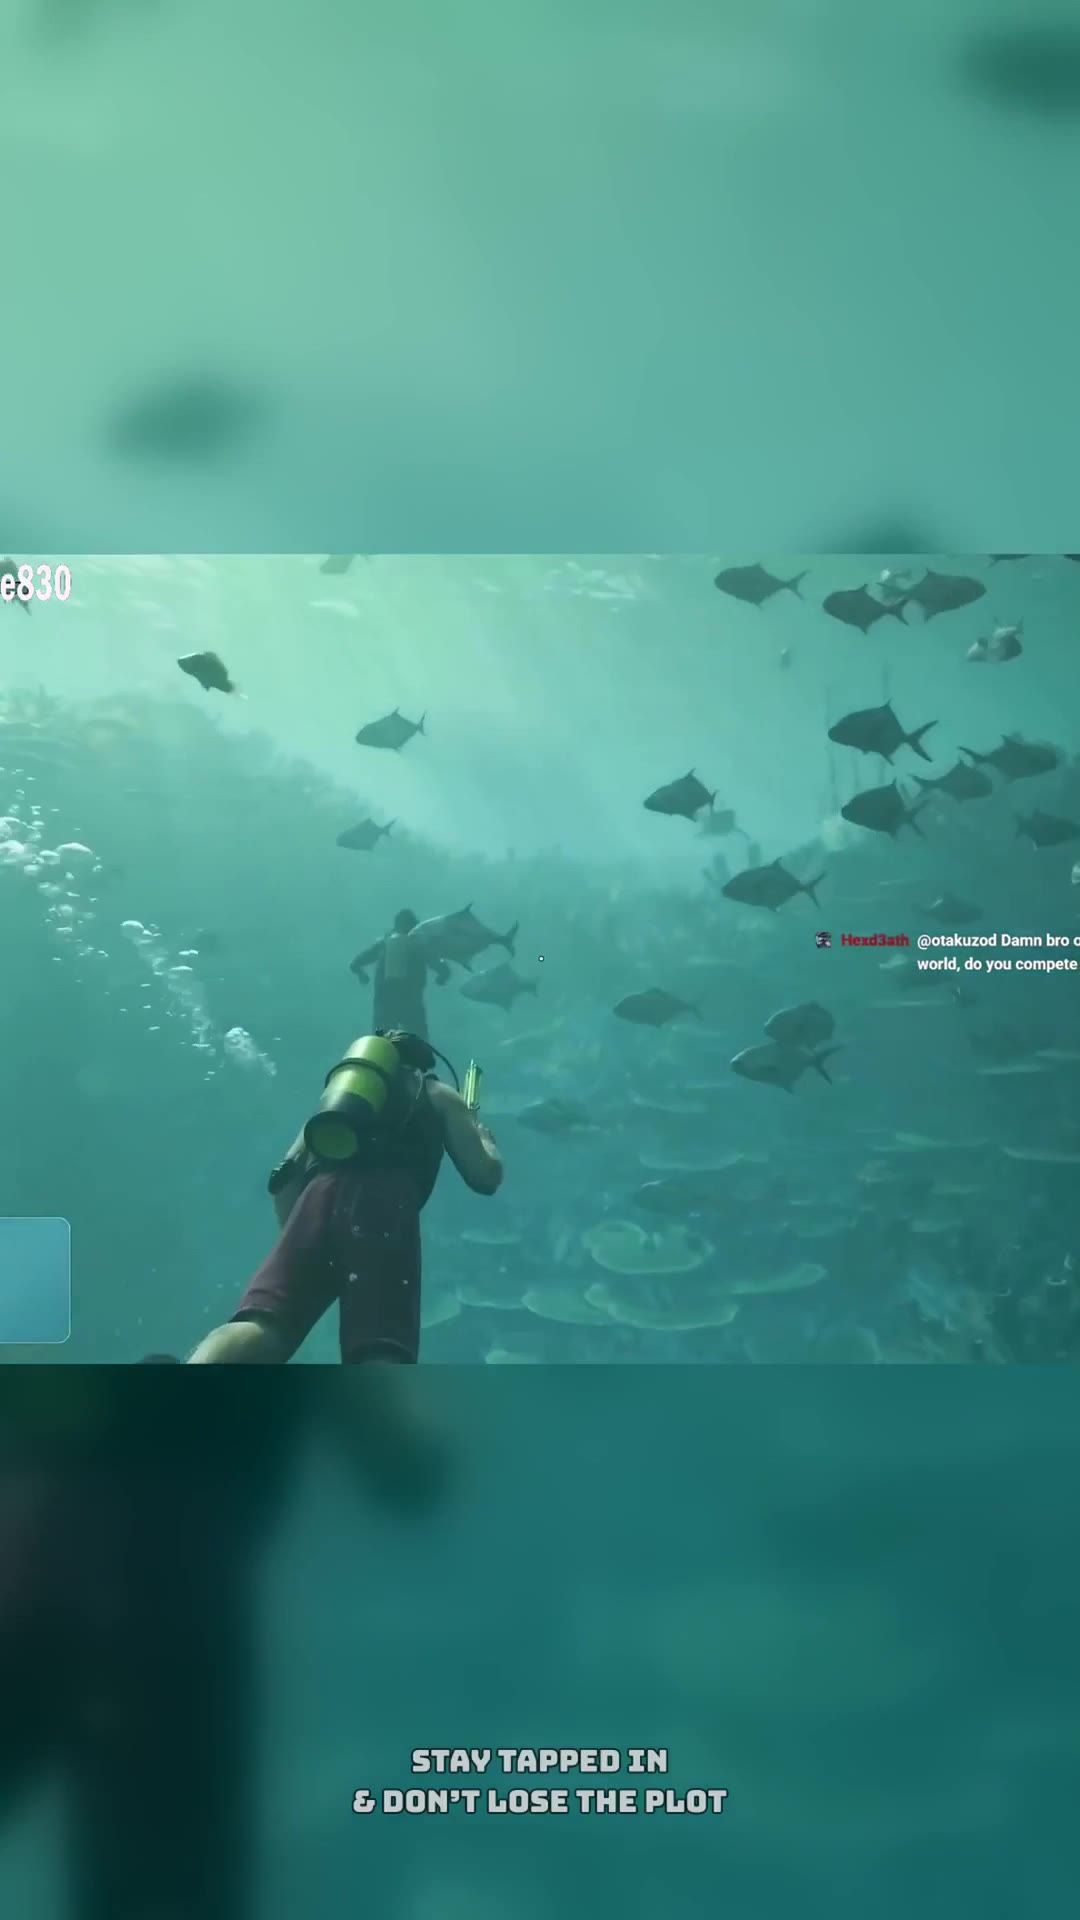 e830
Hexd3ath @otakuzod Damn bro o
world, do you compete
STAY TAPPED IN
& DON'T LOSE THE PLOT